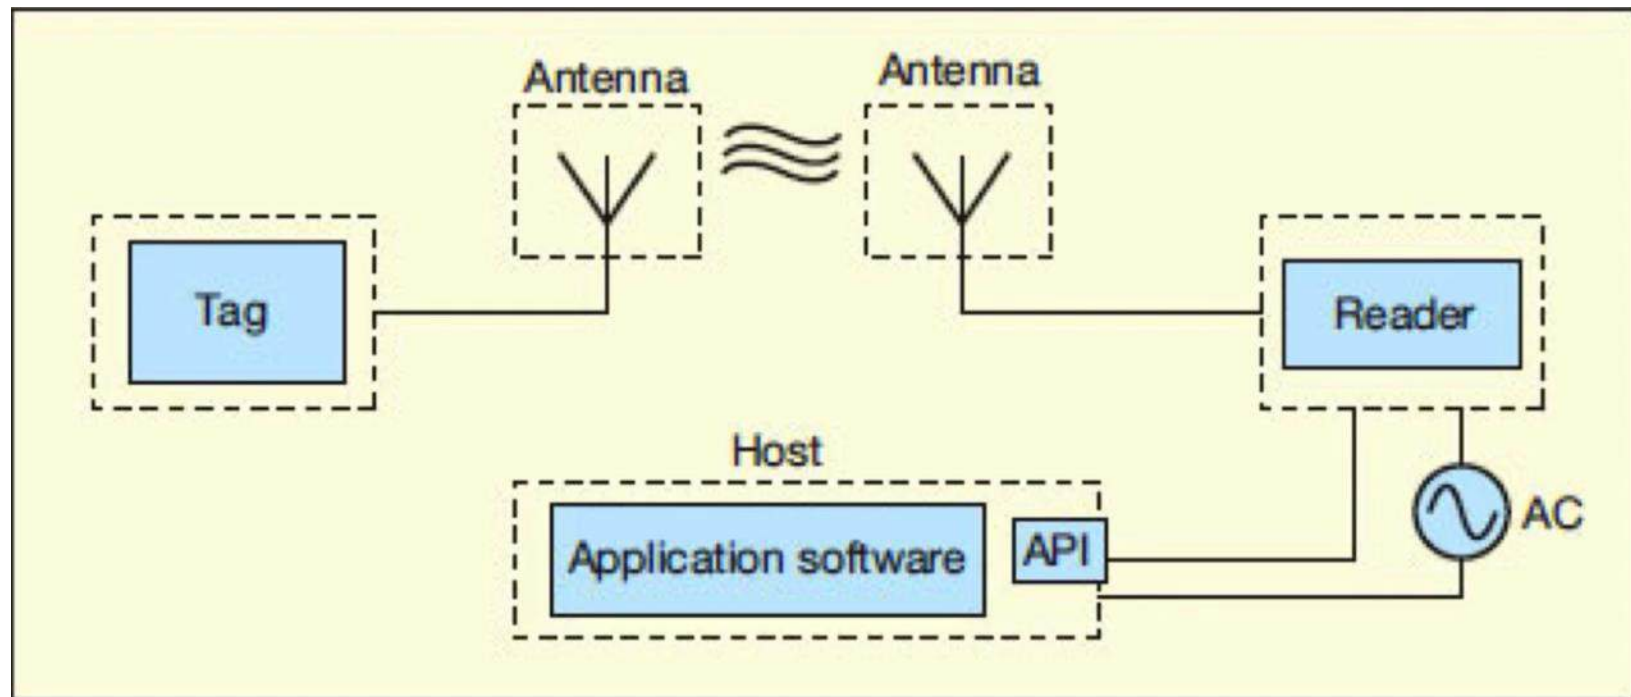 Antenna
Antenna
Tag
Reader
Host
Application software
API
AC